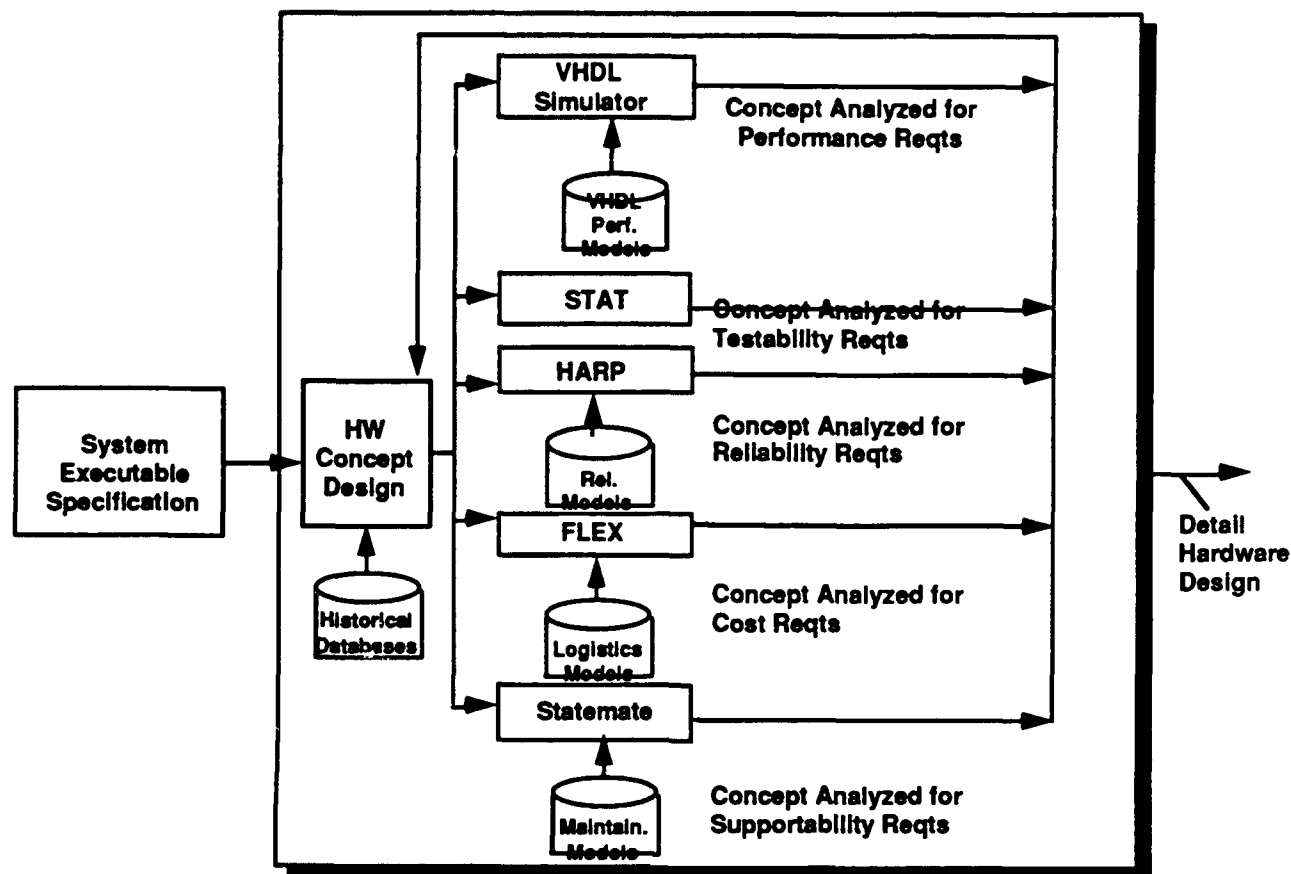 VHDL
Simulator
Concept Analyzed for
Performance Reqts
VHDL
Perf.
Models
STAT
Concept Analyzed for
Testability Reqts
HARP
System
Executable
Specification
HW
Concept
Design
Concept Analyzed for
Reliability Reqts
Rel.
Models
FLEX
Detail
Hardware
Design
Historical
Databases
Concept Analyzed for
Cost Reqts
Logistics
Models
Statemate
Concept Analyzed for
Supportability Reqts
Maintain.
Models